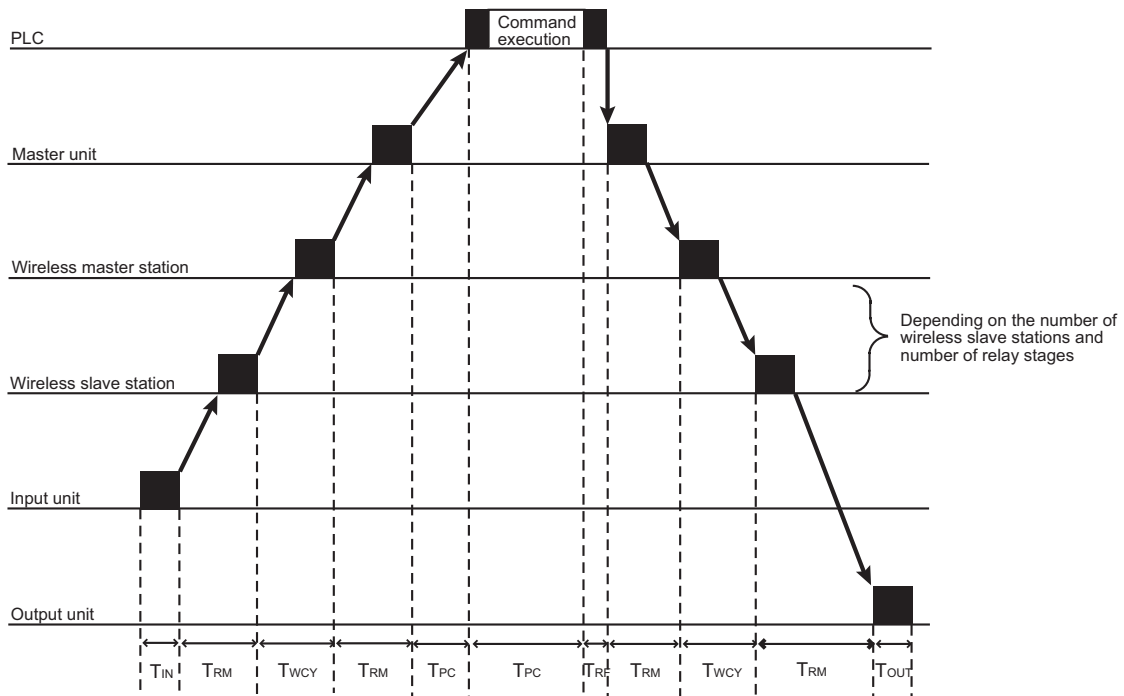 PLC
Command
execution
Master unit
Wireless master station
Depending on the number of
wireless slave stations and
number of relay stages
Wireless slave station
Input unit
Output unit
TIN TRM TWCY TRM TPC TPC TRF TRM TWCY TRM TOUT